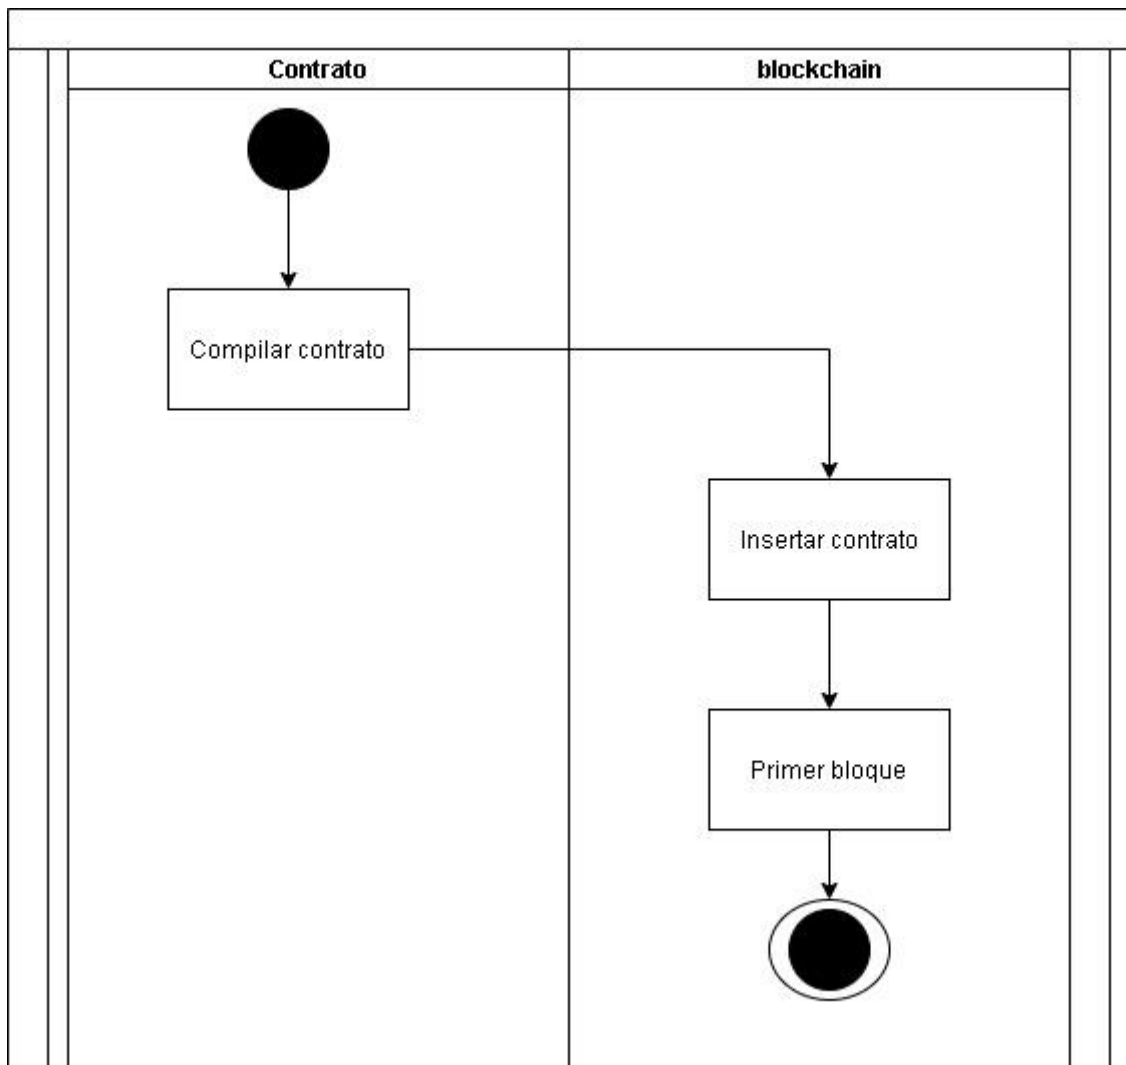 Contrato
blockchain
Compilar contrato
Insertar contrato
Primer bloque